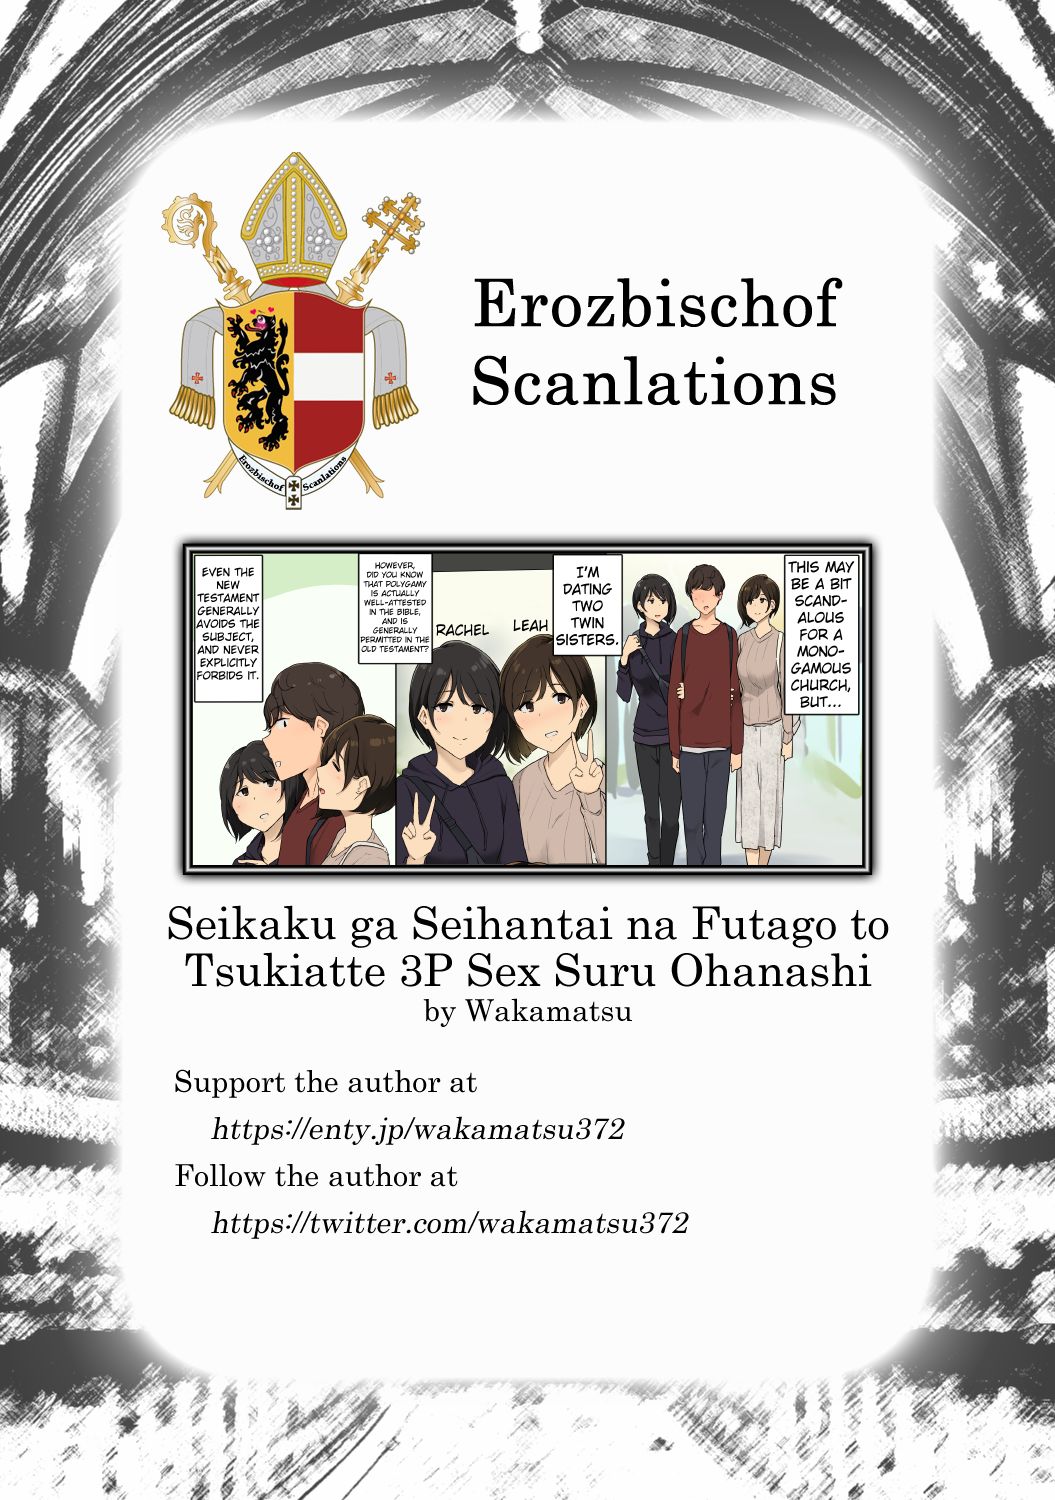 Erozbischof
Scanlations
Erozbischof
Scanlations
THIS MAY
BE A BIT
SCAND-
ALOUS
FOR A
MONO-
GAMOUS
CHURCH,
BUT...
I'M
DATING
TWO
TWIN
SISTERS.
LEAH
RACHEL
HOWEVER,
DID YOU KNOW
THAT POLYGAMY
IS ACTUALLY
WELL-ATTESTED
IN THE BIBLE,
AND IS
GENERALLY
PERMITTED IN THE
OLD TESTAMENT?
EVEN THE
NEW
TESTAMENT
GENERALLY
AVOIDS THE
SUBJECT,
AND NEVER
EXPLICITLY
FORBIDS IT.
Seikaku ga Seihantai na Futago to
Tsukiatte 3P Sex Suru Ohanashi
by Wakamatsu
Support the author at
https://enty.jp/wakamatsu372
Follow the author at
https://twitter.com/wakamatsu372